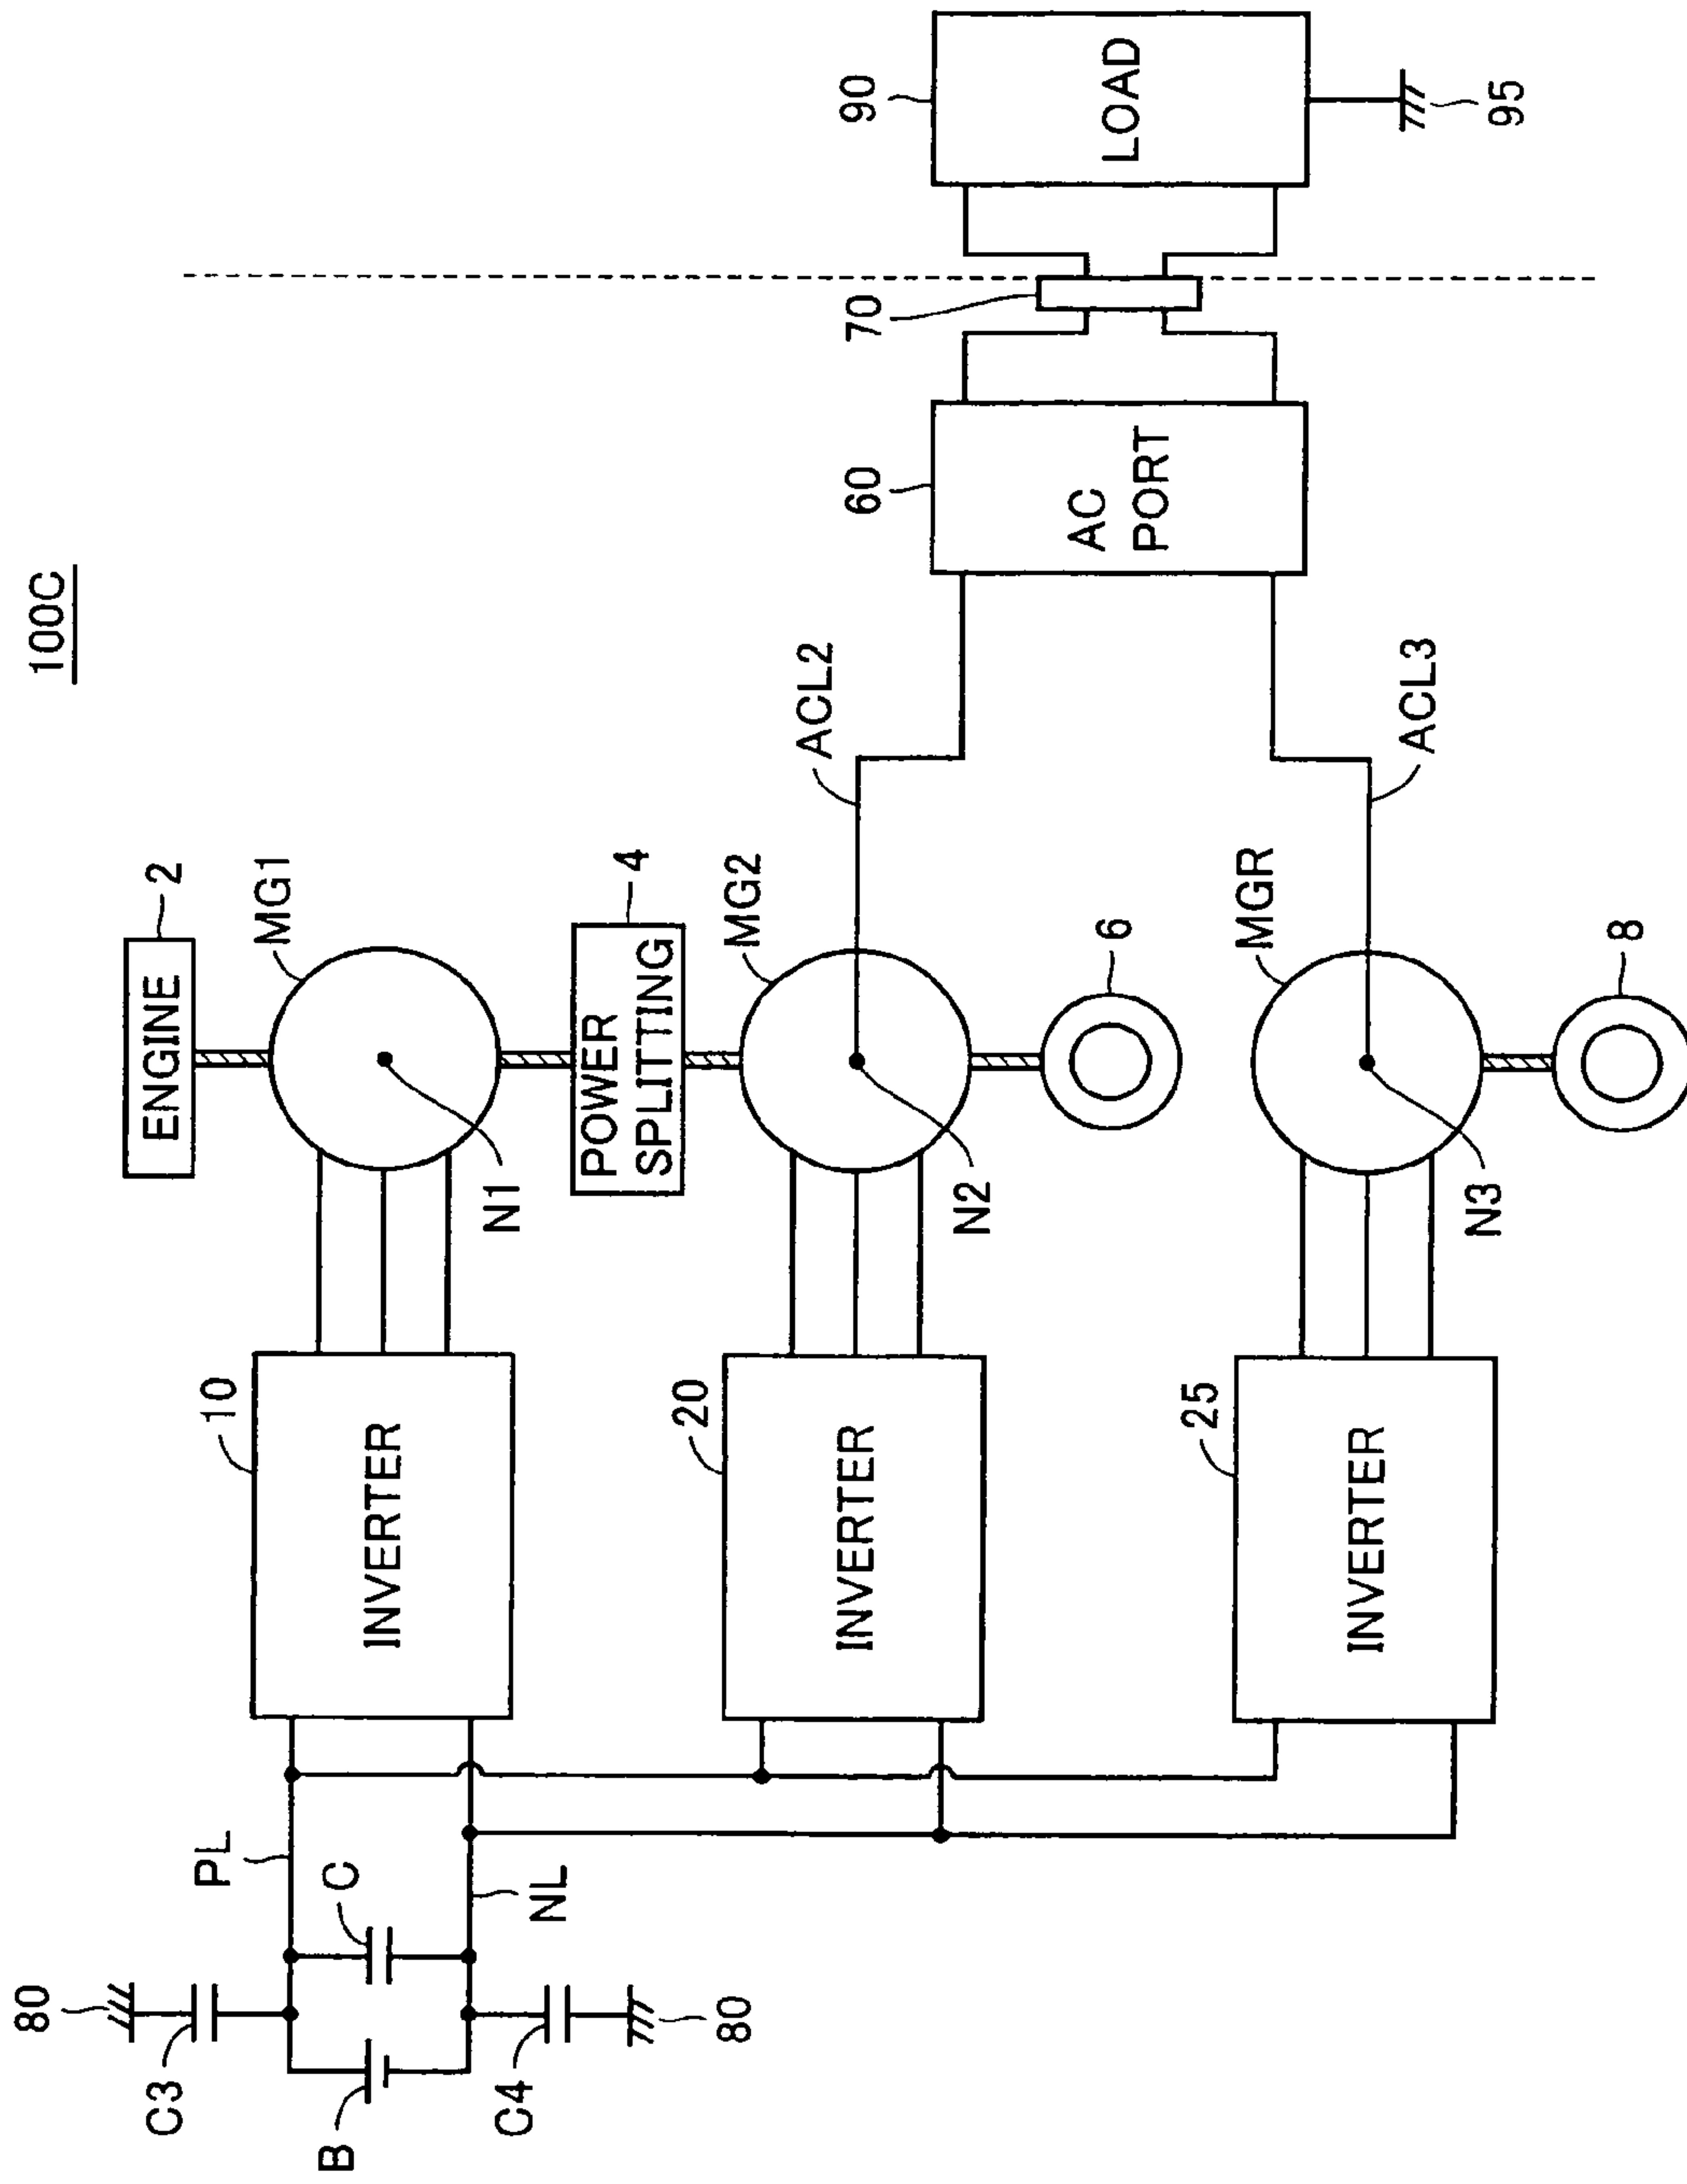 100C
ENGINE
2
MG1
10
INVERTER
N1
PL
C
NL
80
C3
B
C4
80
POWER
SPLITTING
4
MG2
ACL2
20
INVERTER
N2
6
MGR
ACL3
25
INVERTER
N3
8
60
AC
PORT
70
90
LOAD
95